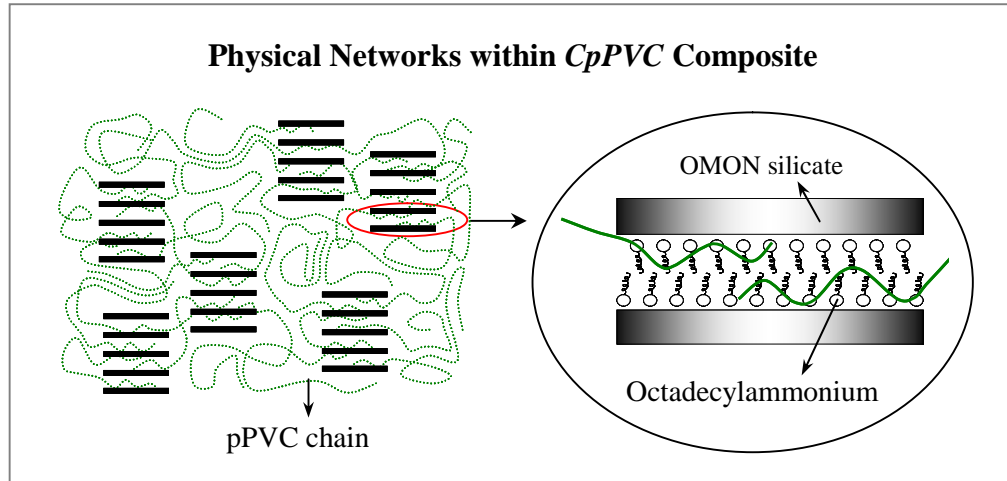 Physical Networks within CpPVC Composite
OMON silicate
Octadecylammonium
pPVC chain